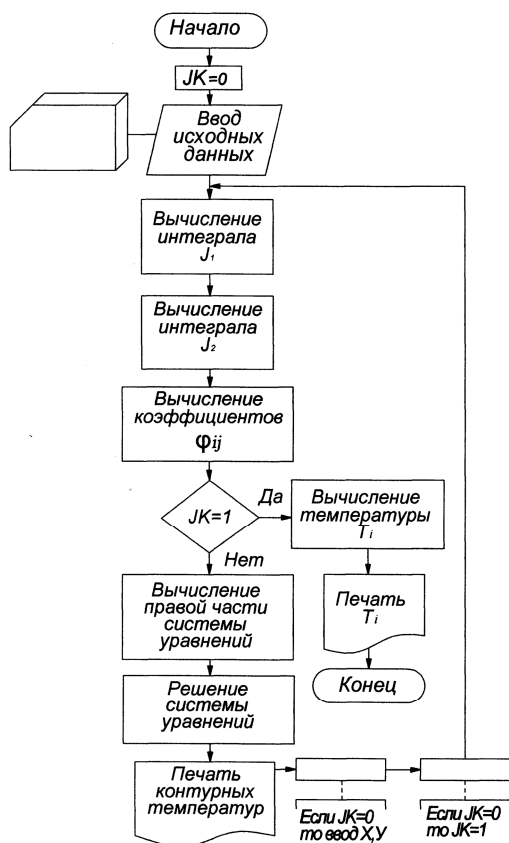 Начало
JK=0
Ввод
исходных
данных
Вычисление
интеграла
J₁
Вычисление
интеграла
J₂
Вычисление
коэффициентов
φij
JK=1
Да
Нет
Вычисление
температуры
Tᵢ
Печать
Tᵢ
Конец
Вычисление
правой части
системы
уравнений
Решение
системы
уравнений
Печать
контурных
температур
Если JK=0
то ввод X,У
Если JK=0
то JK=1